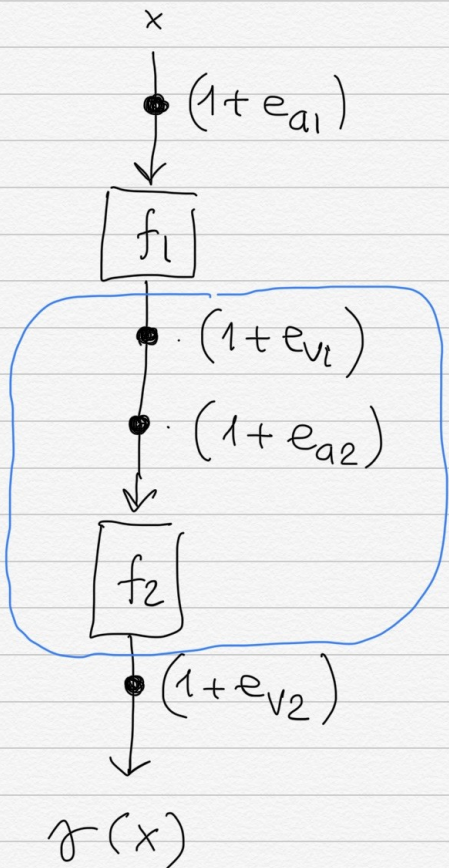 x
(1+ea1)
f1
· (1+ev1)
· (1+ea2)
f2
(1+ev2)
y(x)